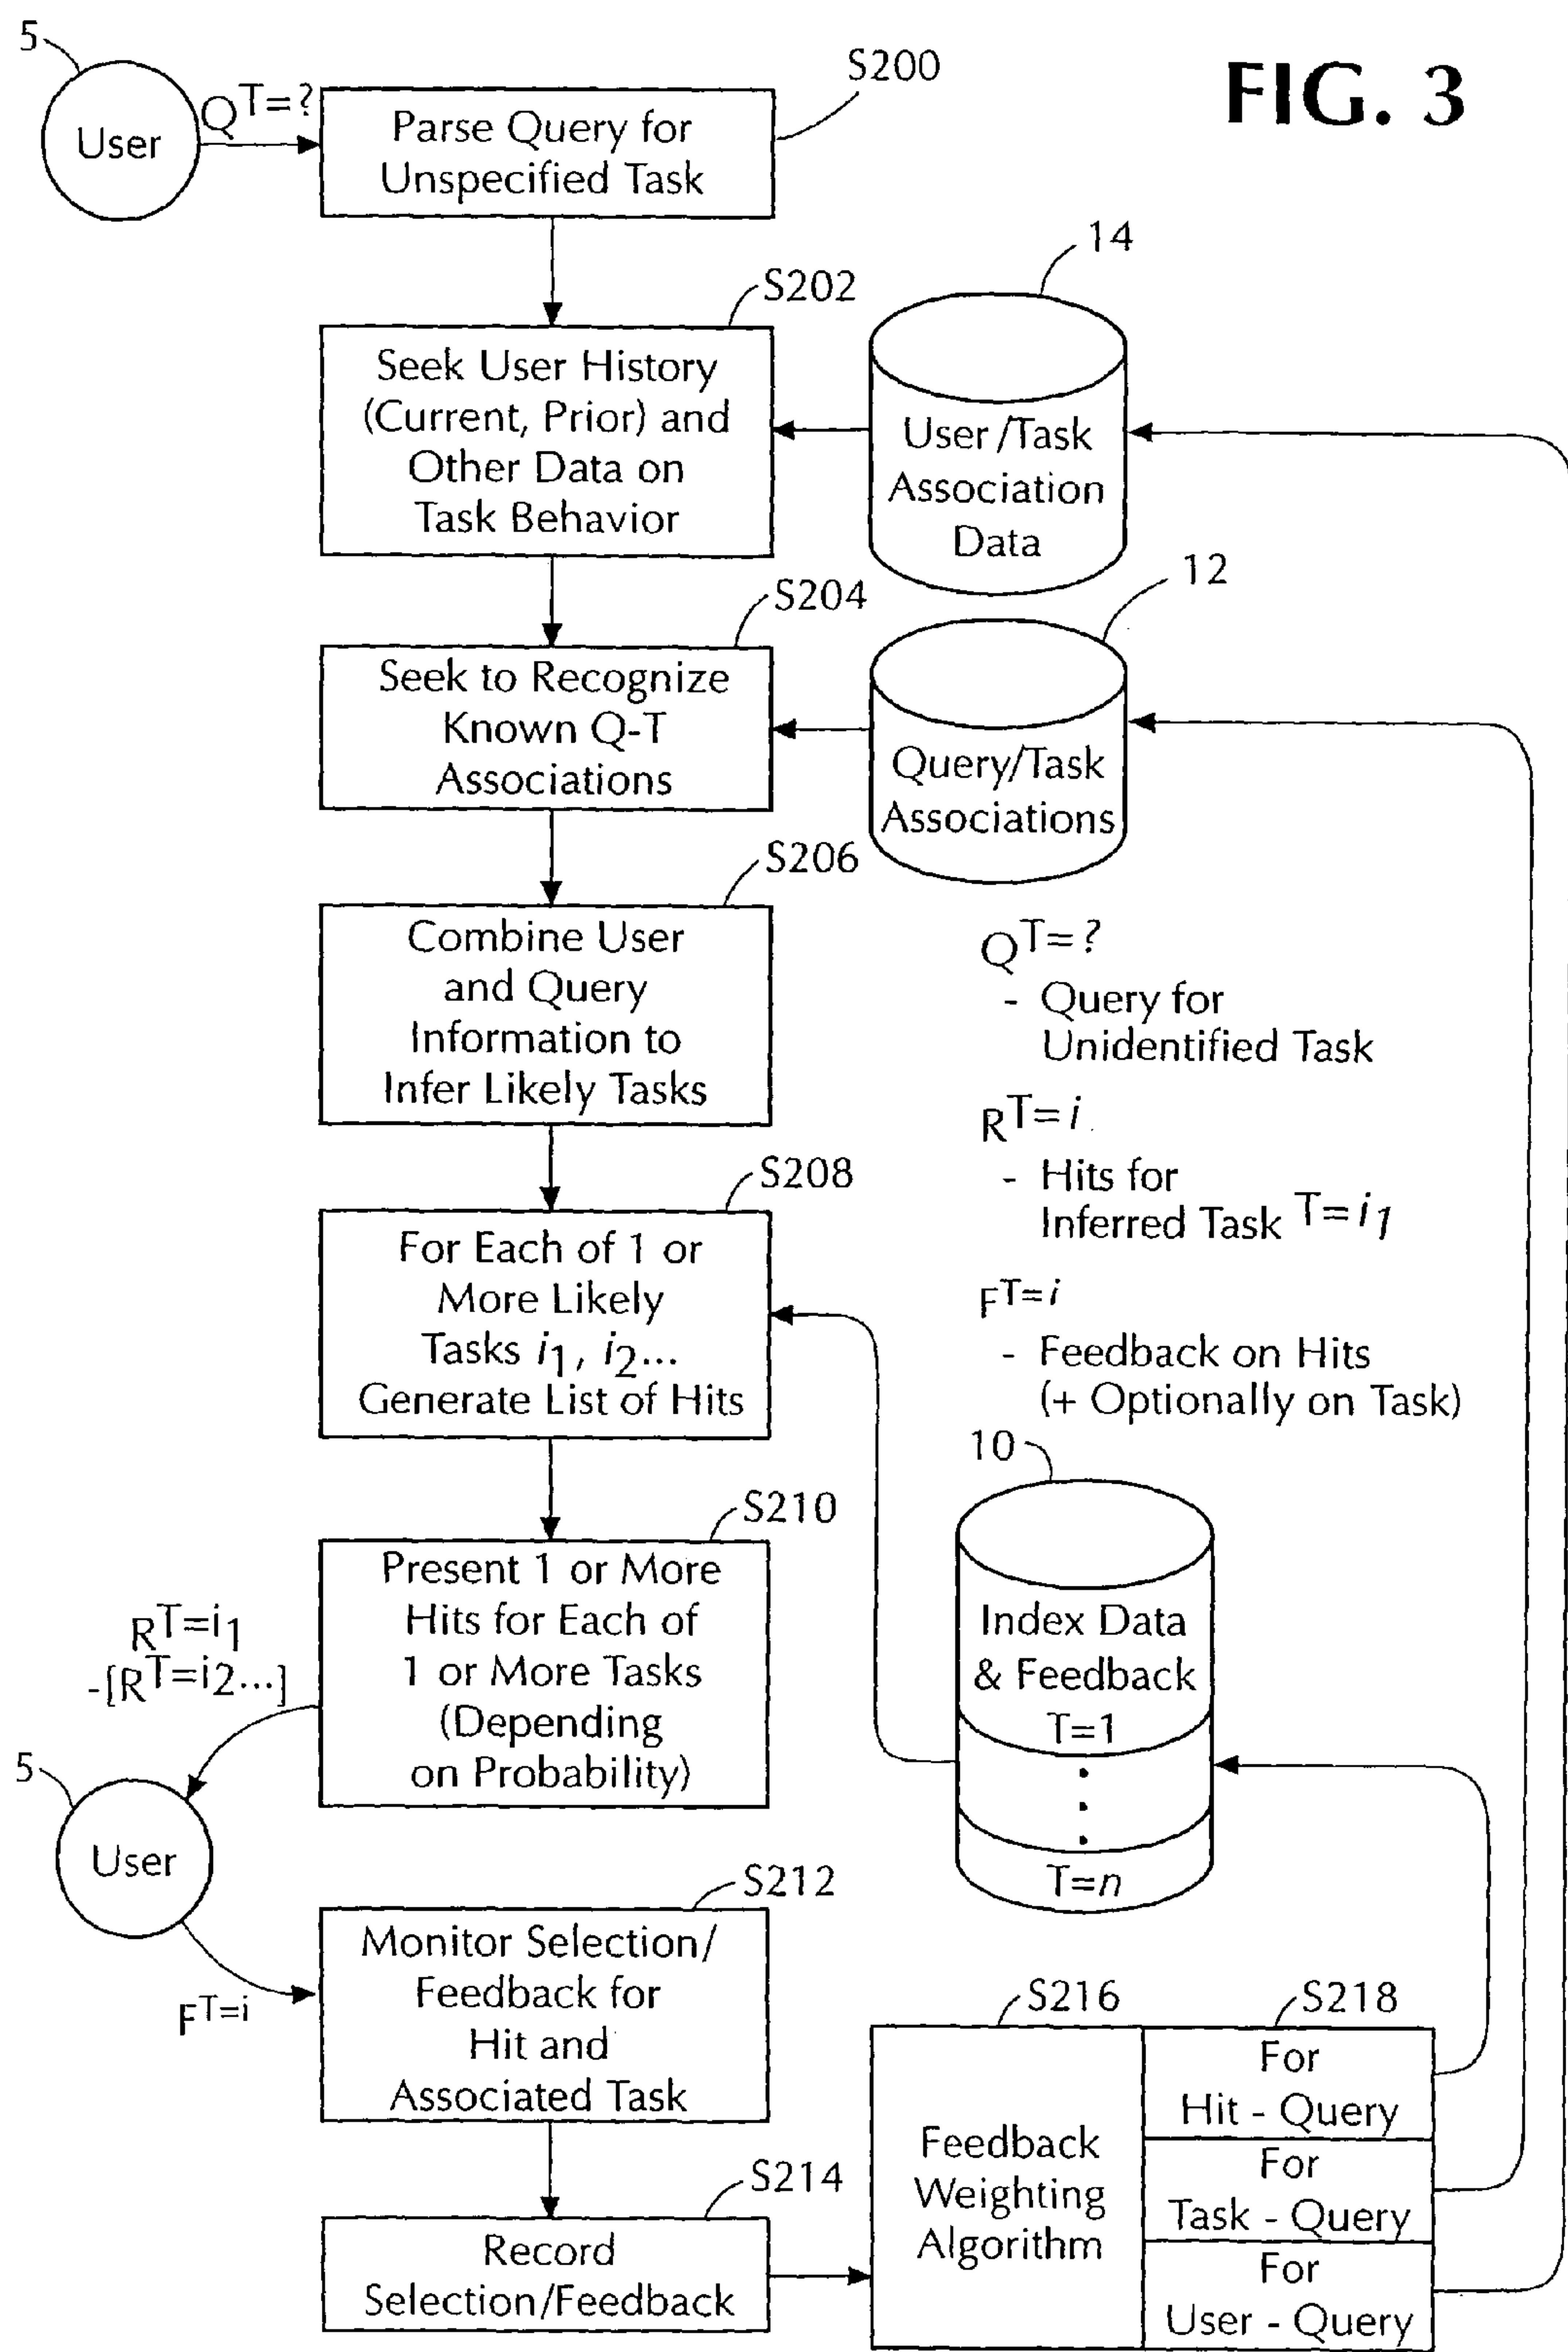 FIG. 3
5
User
Q^T=?
S200
Parse Query for
Unspecified Task
S202
Seek User History
(Current, Prior) and
Other Data on
Task Behavior
14
User/Task
Association
Data
S204
Seek to Recognize
Known Q-T
Associations
12
Query/Task
Associations
S206
Combine User
and Query
Information to
Infer Likely Tasks
Q^T=?
- Query for
Unidentified Task
R^T=i
- Hits for
Inferred Task T=i1
F^T=i
- Feedback on Hits
(+ Optionally on Task)
S208
For Each of 1 or
More Likely
Tasks i1, i2...
Generate List of Hits
10
Index Data
& Feedback
T=1
T=n
S210
Present 1 or More
Hits for Each of
1 or More Tasks
(Depending
on Probability)
R^T=i1
-[R^T=i2...]
5
User
F^T=i
S212
Monitor Selection/
Feedback for
Hit and
Associated Task
S214
Record
Selection/Feedback
S216
Feedback
Weighting
Algorithm
S218
For
Hit - Query
For
Task - Query
For
User - Query